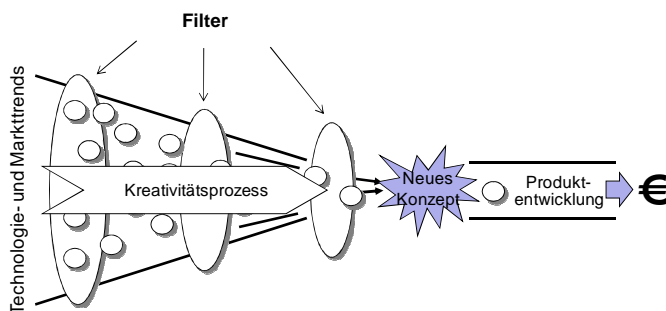 Filter
Technologie- und Markttrends
Kreativitätsprozess
Neues
Konzept
Produkt-
entwicklung
€